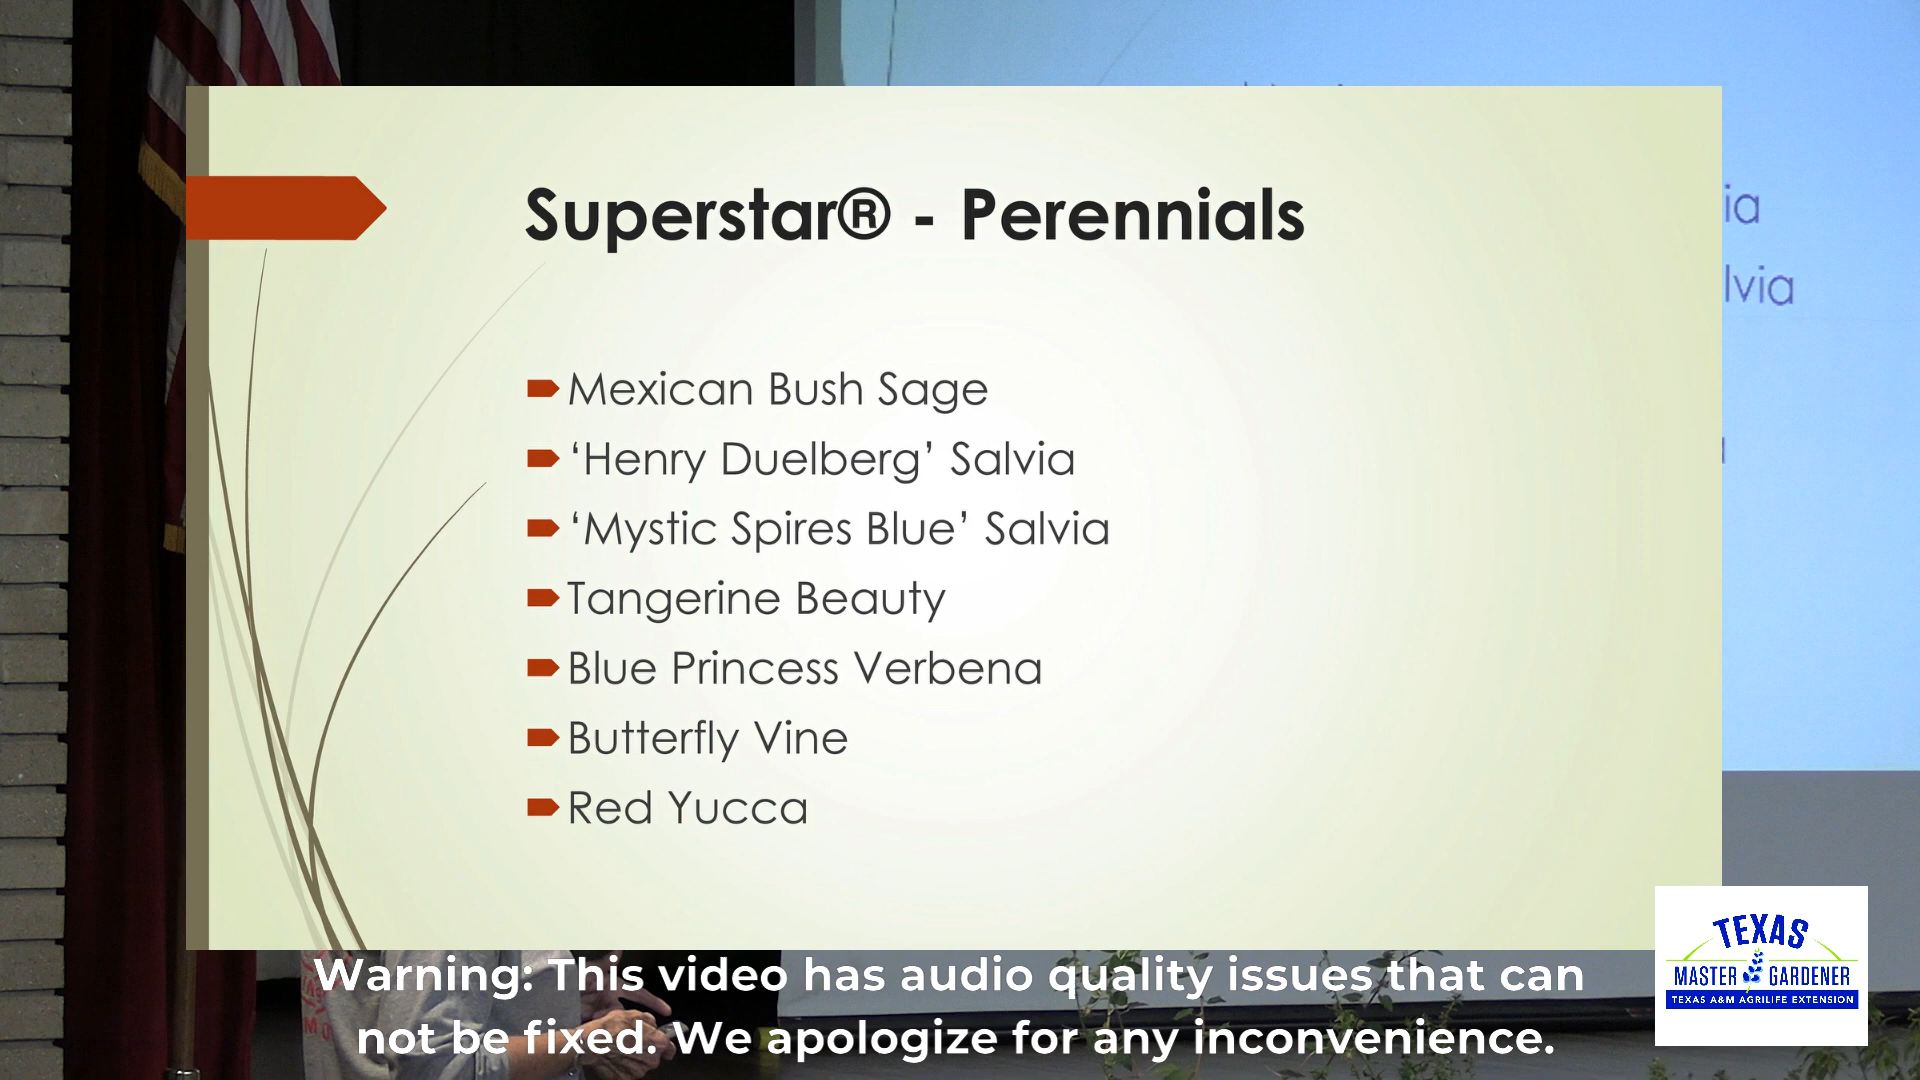 Superstar® - Perennials
Mexican Bush Sage
‘Henry Duelberg’ Salvia
‘Mystic Spires Blue’ Salvia
Tangerine Beauty
Blue Princess Verbena
Butterfly Vine
Red Yucca
ia
lvia
Warning: This video has audio quality issues that can
not be fixed. We apologize for any inconvenience.
TEXAS
MASTER GARDENER
TEXAS A&M AGRILIFE EXTENSION